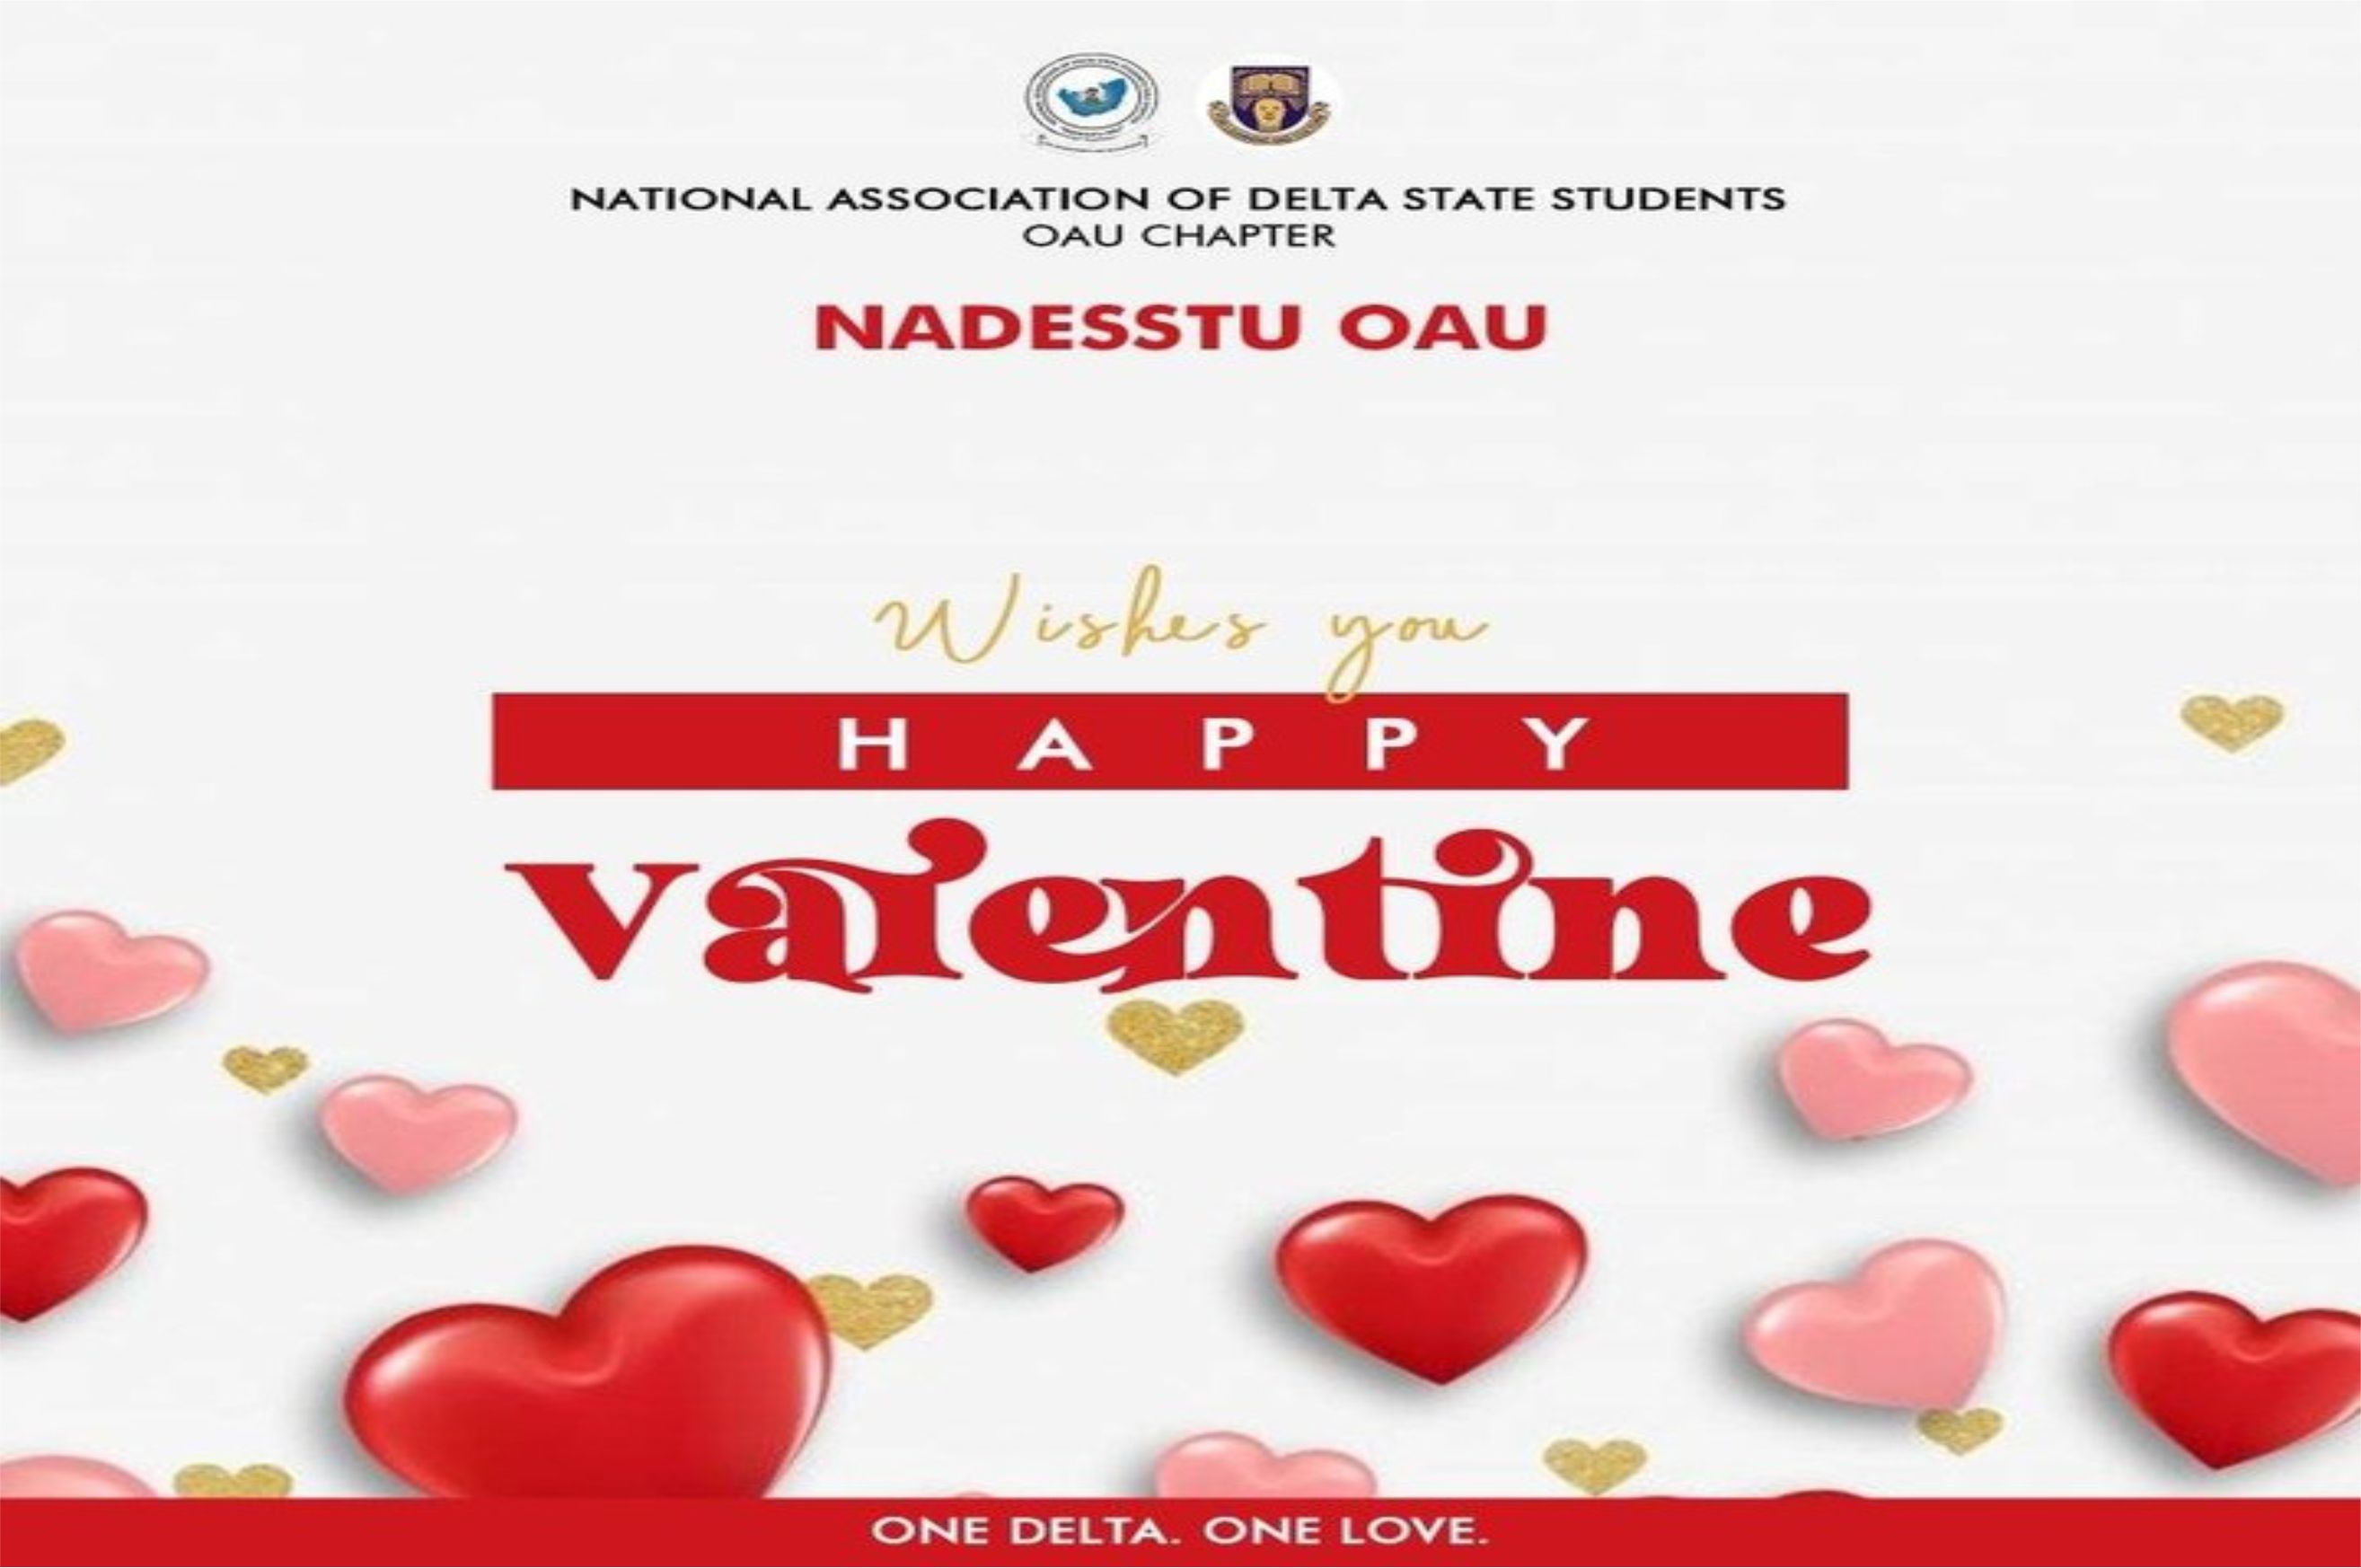 NATIONAL ASSOCIATION OF DELTA STATE STUDENTS
OAU CHAPTER
NADESSTU OAU
Wishes you
HAPPY
Valentine
ONE DELTA. ONE LOVE.